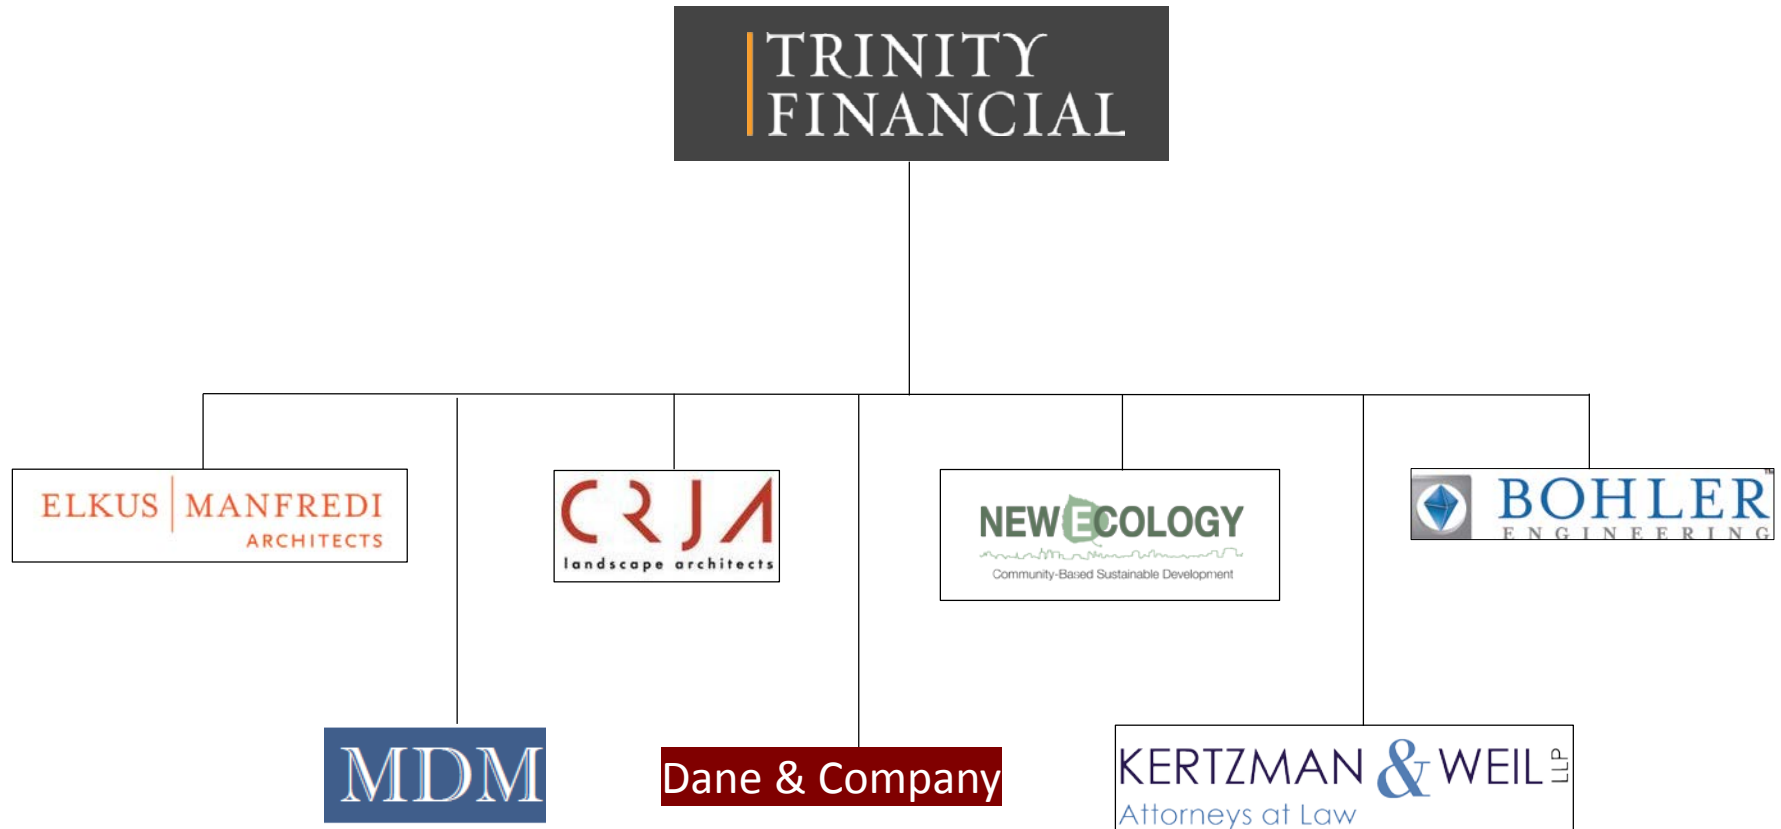 TRINITY
FINANCIAL
ELKUS | MANFREDI
ARCHITECTS
CRJA
landscape architects
NEW ECOLOGY
Community-Based Sustainable Development
BOHLER™
ENGINEERING
MDM
Dane & Company
KERTZMAN & WEIL LLP
Attorneys at Law